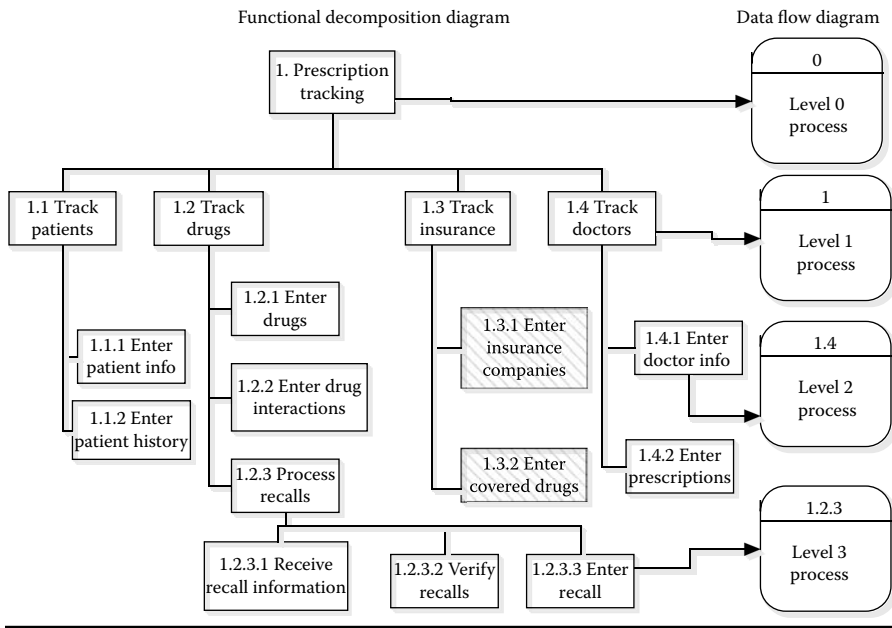 Functional decomposition diagram
Data flow diagram
1. Prescription
tracking
0
Level 0
process
1.1 Track
patients
1.2 Track
drugs
1.3 Track
insurance
1.4 Track
doctors
1
Level 1
process
1.2.1 Enter
drugs
1.1.1 Enter
patient info
1.2.2 Enter drug
interactions
1.1.2 Enter
patient history
1.2.3 Process
recalls
1.3.1 Enter
insurance
companies
1.3.2 Enter
covered drugs
1.4.1 Enter
doctor info
1.4.2 Enter
prescriptions
1.4
Level 2
process
1.2.3.1 Receive
recall information
1.2.3.2 Verify
recalls
1.2.3.3 Enter
recall
1.2.3
Level 3
process